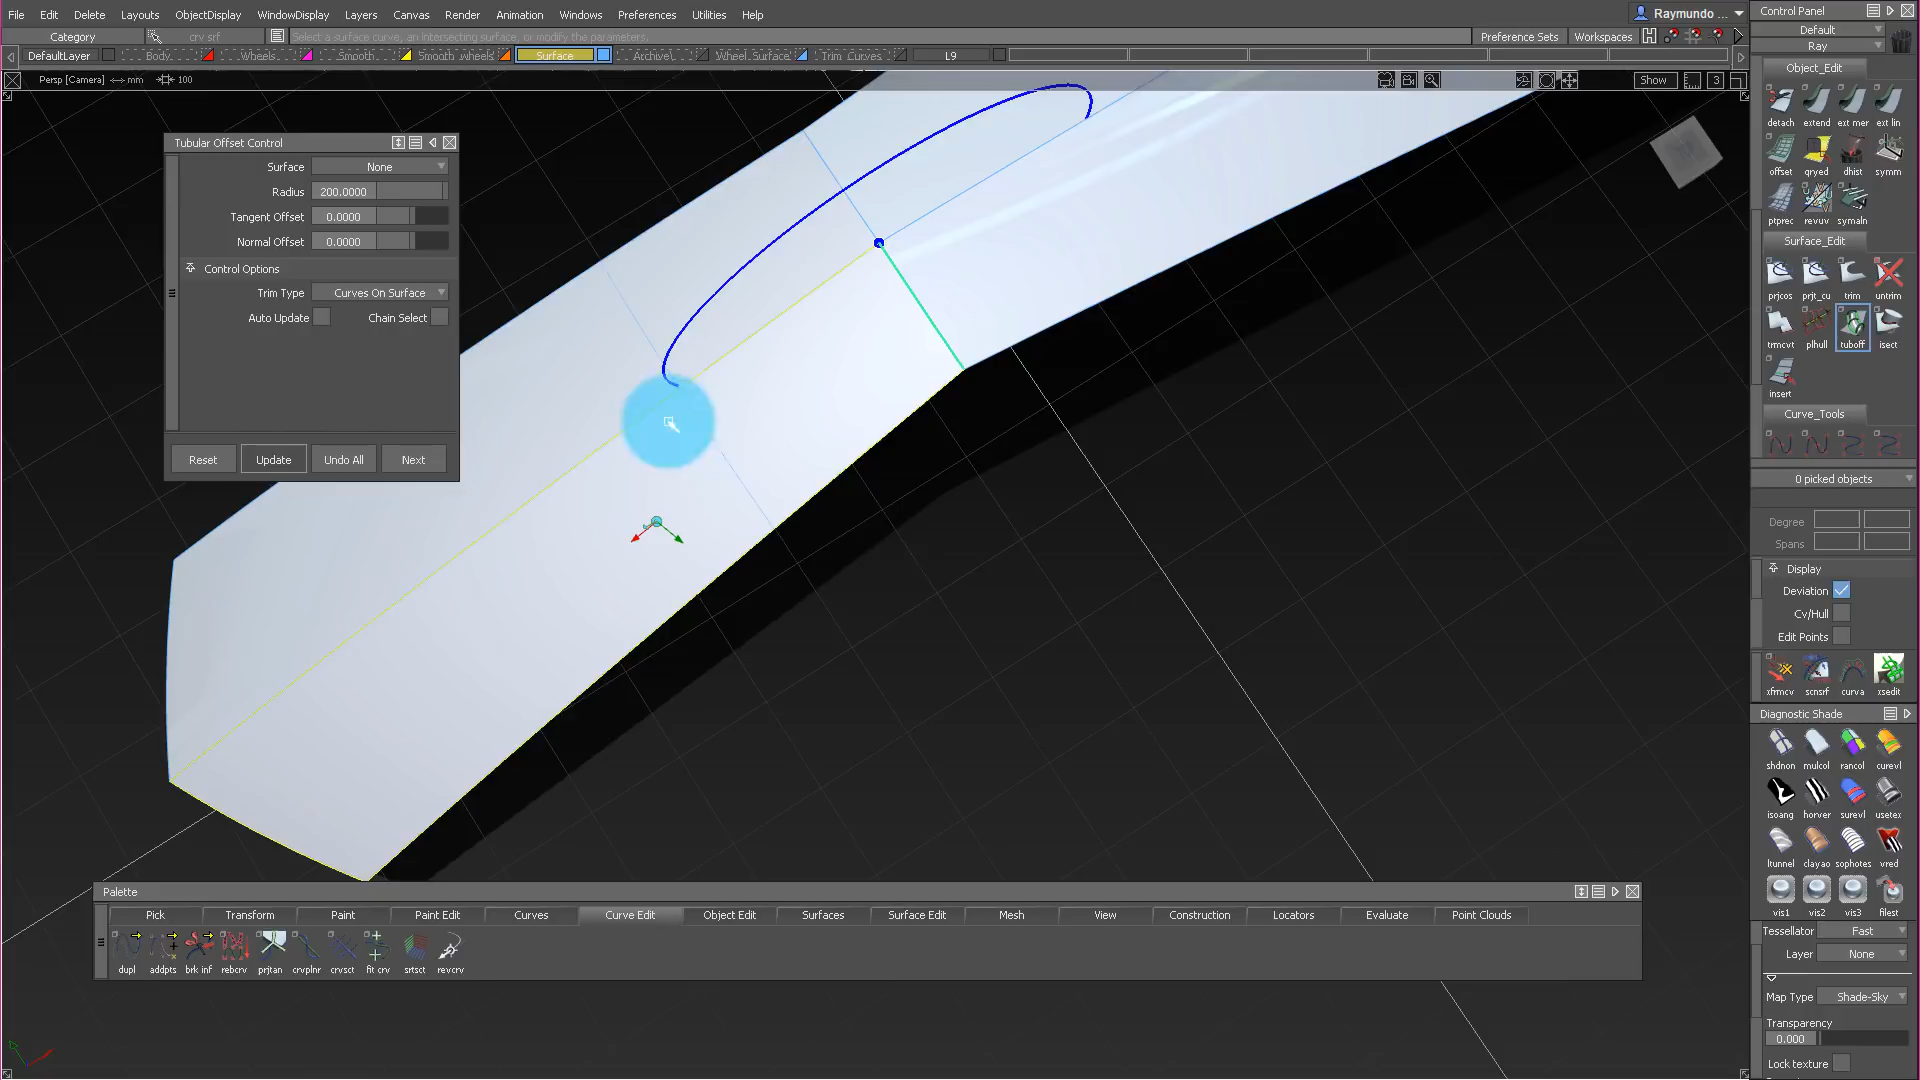 File Edit Delete Layouts ObjectDisplay WindowDisplay Layers Canvas Render Animation Windows Preferences Utilities Help
Raymundo ...
Category crv srf Select a surface curve, an intersecting surface, or modify the parameters. Preference Sets Workspaces
DefaultLayer Body Wheels Smooth Smooth wheels Surface Archive Wheel Surface Trim Curves L9
Persp [Camera] mm 100 Show 3
Tubular Offset Control
Surface None
Radius 200.0000
Tangent Offset 0.0000
Normal Offset 0.0000
Control Options
Trim Type Curves On Surface
Auto Update Chain Select
Reset Update Undo All Next
Palette
Pick Transform Paint Paint Edit Curves Curve Edit Object Edit Surfaces Surface Edit Mesh View Construction Locators Evaluate Point Clouds
dupl addpts brk inf rebcrv prjtan crvplnr crvsct fit crv srtsct revcrv
Control Panel
Default
Ray
Object_Edit
detach extend ext mer ext lin
offset qryed dhist symm
ptprec revuv symaln
Surface_Edit
prjcos prjt_cu trim untrim
trmcvt plhull tuboff isect
insert
Curve_Tools
0 picked objects
Degree
Spans
Display
Deviation
Cv/Hull
Edit Points
xfrmcv scnsrf curva xsedit
Diagnostic Shade
shdnon mulcol rancol curevl
isoang horver surevl usetex
ltunnel clayao sophotes vred
vis1 vis2 vis3 filest
Tessellator Fast
Layer None
Map Type Shade-Sky
Transparency
0.000
Lock texture